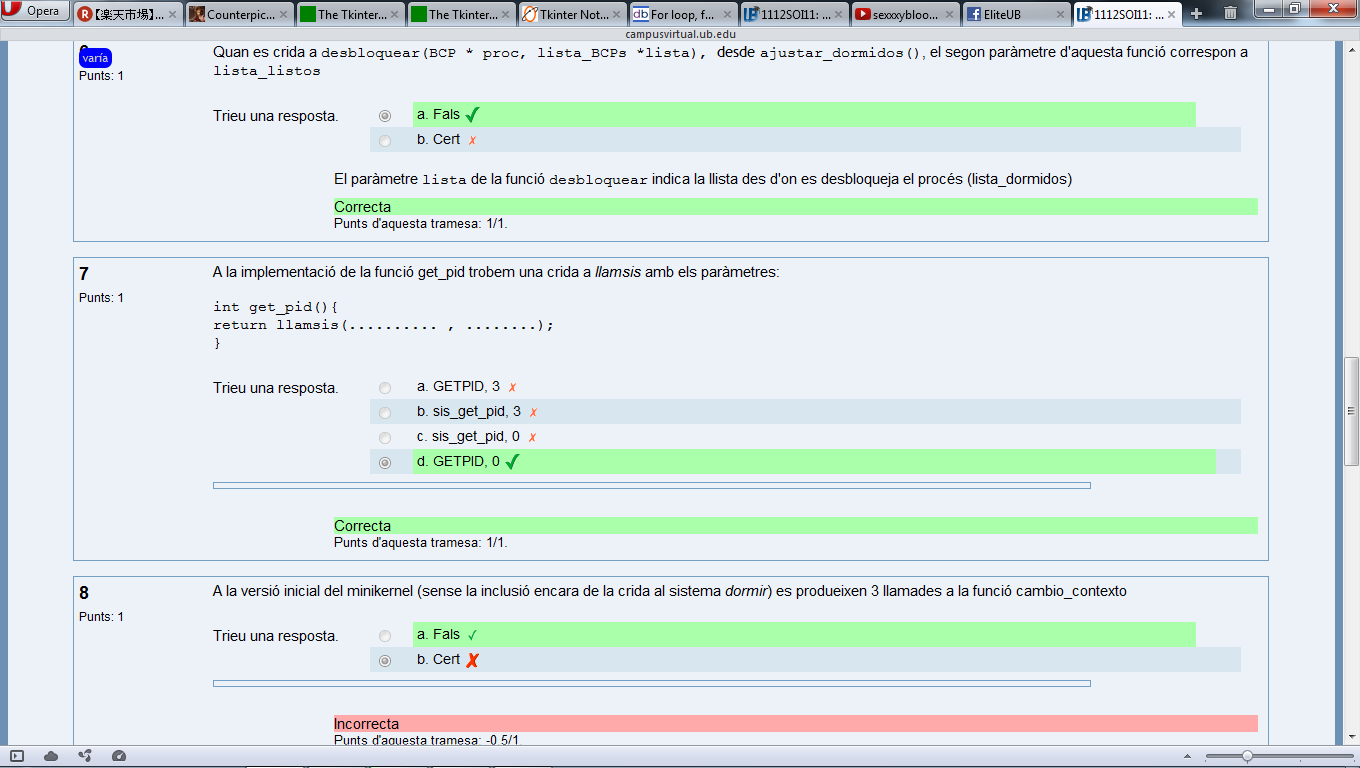 Opera
【楽天市場】...
Counterpic...
The Tkinter...
The Tkinter...
Tkinter Not...
For loop, f...
1112SOI1: ...
sexxxybloo...
EliteUB
1112SOI1: ...
campusvirtual.ub.edu
varía
Punts: 1
Quan es crida a desbloquear(BCP * proc, lista_BCPs *lista), desde ajustar_dormidos(), el segon paràmetre d'aquesta funció correspon a
lista_listos
Trieu una resposta.
a. Fals ✓
b. Cert ✗
El paràmetre lista de la funció desbloquear indica la llista des d'on es desbloqueja el procés (lista_dormidos)
Correcta
Punts d'aquesta tramesa: 1/1.
7
Punts: 1
A la implementació de la funció get_pid trobem una crida a llamsis amb els paràmetres:
int get_pid(){
return llamsis(.......... , ........);
}
Trieu una resposta.
a. GETPID, 3 ✗
b. sis_get_pid, 3 ✗
c. sis_get_pid, 0 ✗
d. GETPID, 0 ✓
Correcta
Punts d'aquesta tramesa: 1/1.
8
Punts: 1
A la versió inicial del minikernel (sense la inclusió encara de la crida al sistema dormir) es produeixen 3 llamades a la funció cambio_contexto
Trieu una resposta.
a. Fals ✓
b. Cert ✗
Incorrecta
Punts d'aquesta tramesa: -0.5/1.